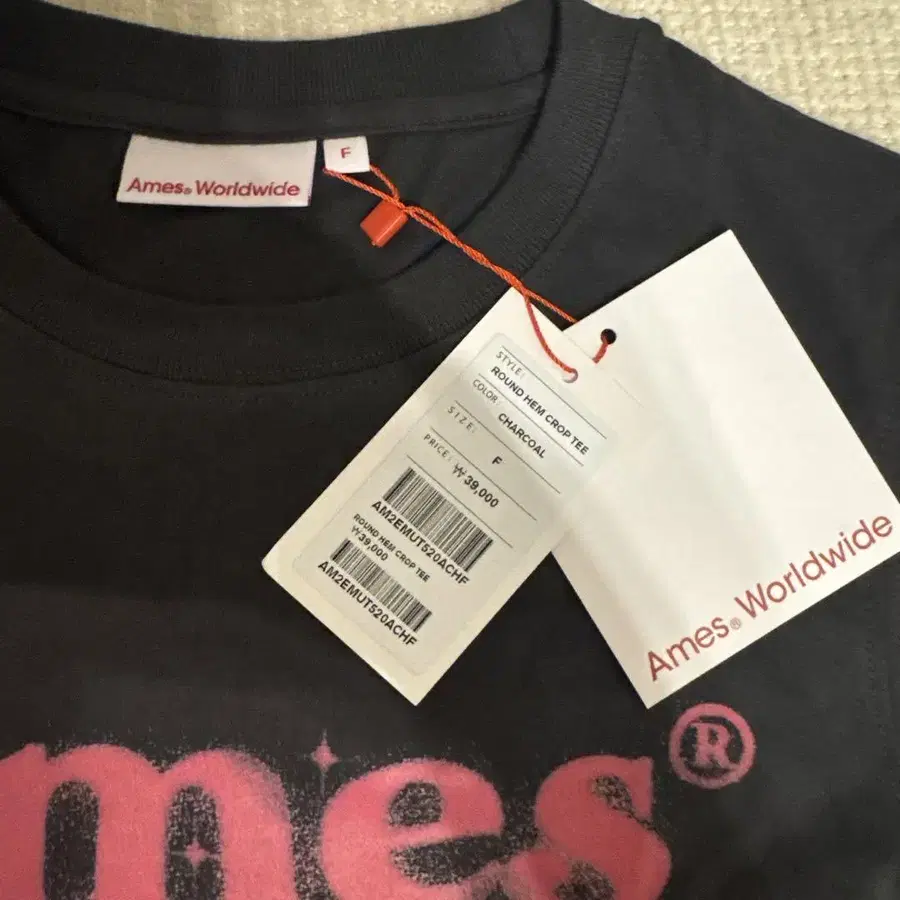 Ames® Worldwide
F
STYLE:
ROUND HEM CROP TEE
COLOR:
CHARCOAL
SIZE:
F
PRICE:
₩39,000
AM2EMUT520ACHF
ROUND HEM CROP TEE
₩39,000
AM2EMUT520ACHF
Ames® Worldwide
mes®